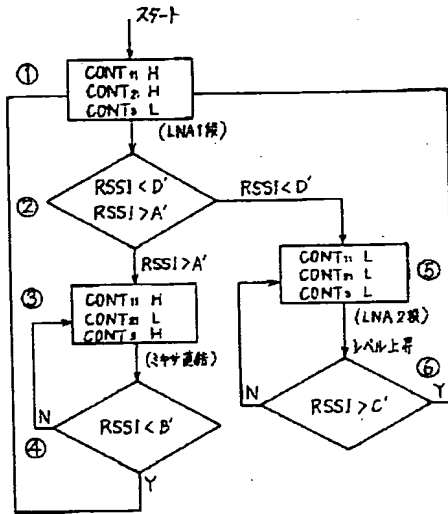 スタート
①
CONT₁₁ H
CONT₂₁ H
CONT₃ L
(LNA1段)
②
RSSI<D'
RSSI>A'
RSSI<D'
RSSI>A'
③
CONT₁₁ H
CONT₂₁ L
CONT₃ H
(ミキサ直結)
⑤
CONT₁₁ L
CONT₂₁ L
CONT₃ L
(LNA2段)
レベル上昇
④
N
RSSI<B'
Y
⑥
N
RSSI>C'
Y